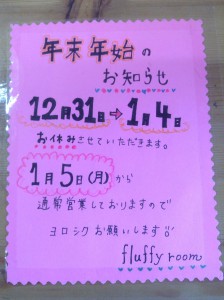 年末年始の
お知らせ
12月31日⇒1月4日
お休みさせていただきます。
1月5日(月)から
通常営業しておりますので
ヨロシクお願いします!!
fluffy room